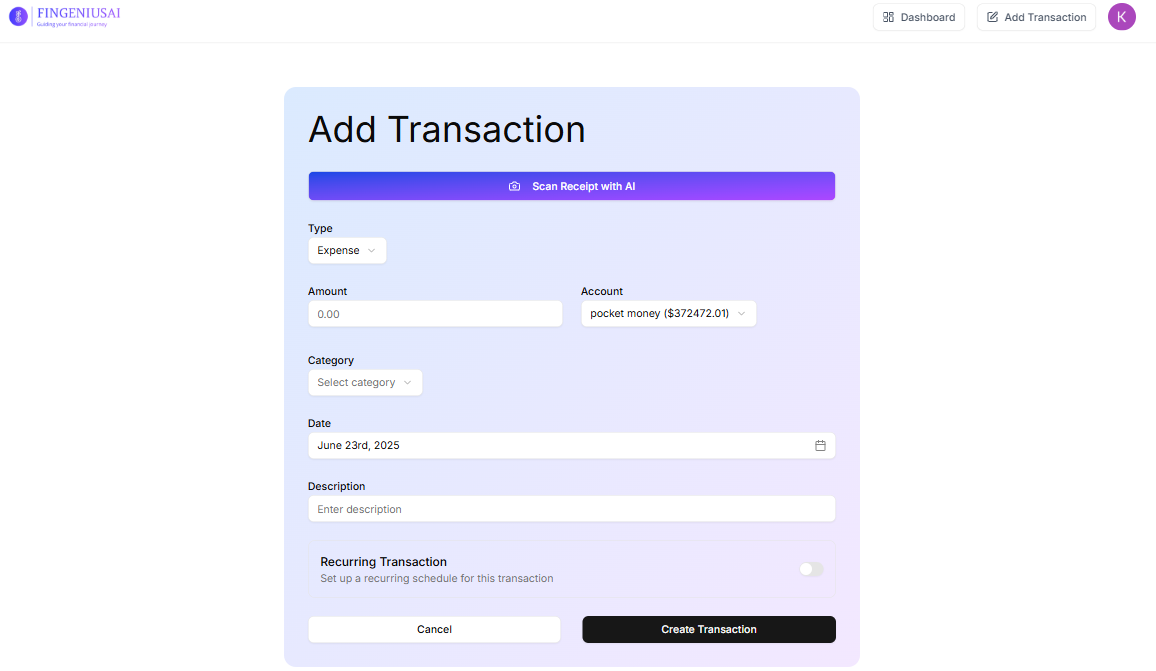 FINGENIUSAI
Guiding your financial journey
Dashboard
Add Transaction
K
Add Transaction
Scan Receipt with AI
Type
Expense
Amount
Account
0.00
pocket money ($372472.01)
Category
Select category
Date
June 23rd, 2025
Description
Enter description
Recurring Transaction
Set up a recurring schedule for this transaction
Cancel
Create Transaction